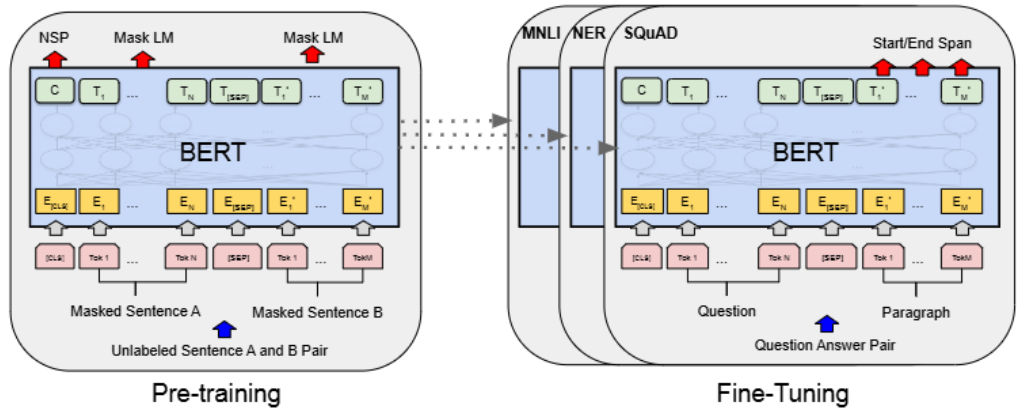 NSP Mask LM Mask LM
C T1 ... TN T[SEP] T1' ... TM'
...
BERT
...
E[CLS] E1 ... EN E[SEP] E1' ... EM'
[CLS] Tok 1 ... Tok N [SEP] Tok 1 ... TokM
Masked Sentence A Masked Sentence B
Unlabeled Sentence A and B Pair
Pre-training
MNLI NER SQuAD
Start/End Span
C T1 ... TN T[SEP] T1' ... TM'
...
BERT
...
E[CLS] E1 ... EN E[SEP] E1' ... EM'
[CLS] Tok 1 ... Tok N [SEP] Tok 1 ... TokM
Question Paragraph
Question Answer Pair
Fine-Tuning